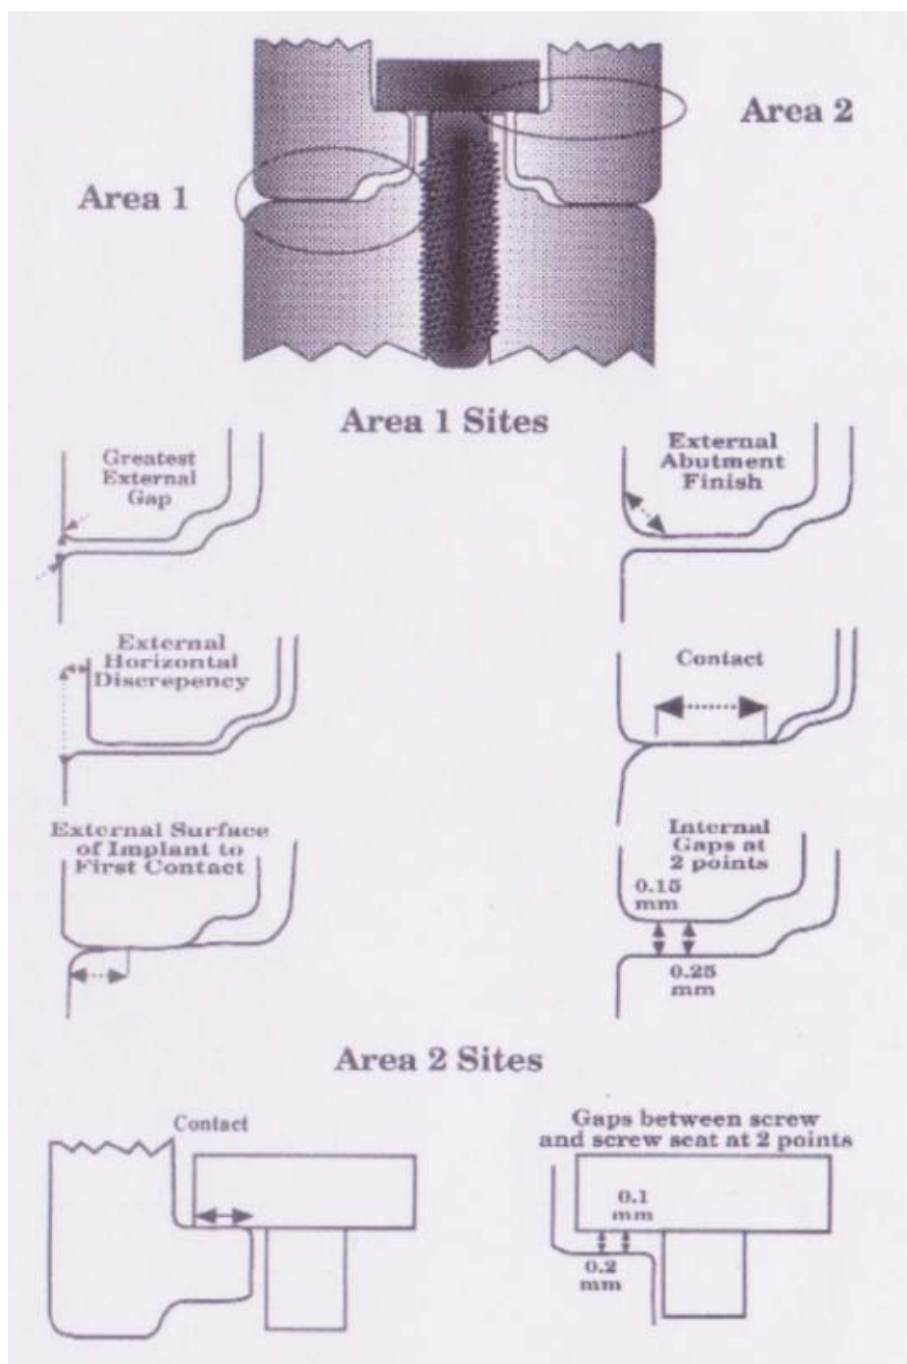 Area 2
Area 1
Area 1 Sites
Greatest
External
Gap
External
Abutment
Finish
External
Horizontal
Discrepency
Contact
External Surface
of Implant to
First Contact
Internal
Gaps at
2 points
0.15
mm
0.25
mm
Area 2 Sites
Contact
Gaps between screw
and screw seat at 2 points
0.1
mm
0.2
mm